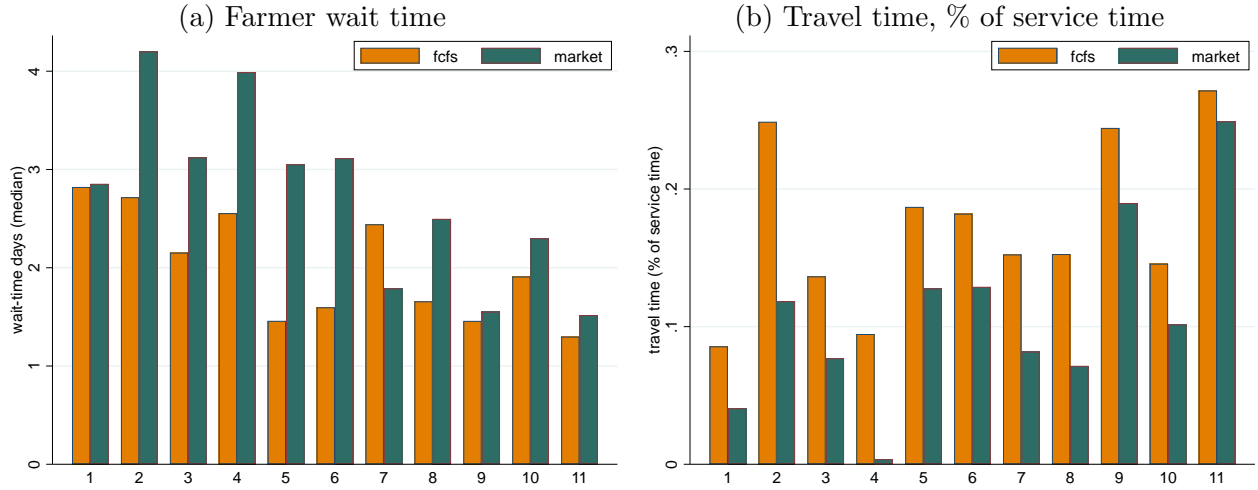 (a) Farmer wait time
fcfs market
wait-time days (median)
4
3
2
1
0
1 2 3 4 5 6 7 8 9 10 11
(b) Travel time, % of service time
fcfs market
travel time (% of service time)
.3
.2
.1
0
1 2 3 4 5 6 7 8 9 10 11